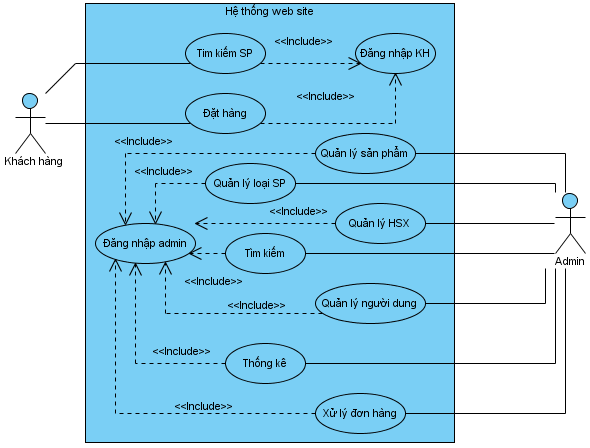 Hệ thống web site
Tim kiếm SP
<<Include>>
Đăng nhập KH
<<Include>>
Đặt hàng
Khách hàng
<<Include>>
Quản lý sản phẩm
<<Include>>
Quản lý loại SP
<<Include>>
Quản lý HSX
Đăng nhập admin
Tìm kiếm
Admin
<<Include>>
<<Include>>
Quản lý người dung
<<Include>>
Thống kê
<<Include>>
Xử lý đơn hàng